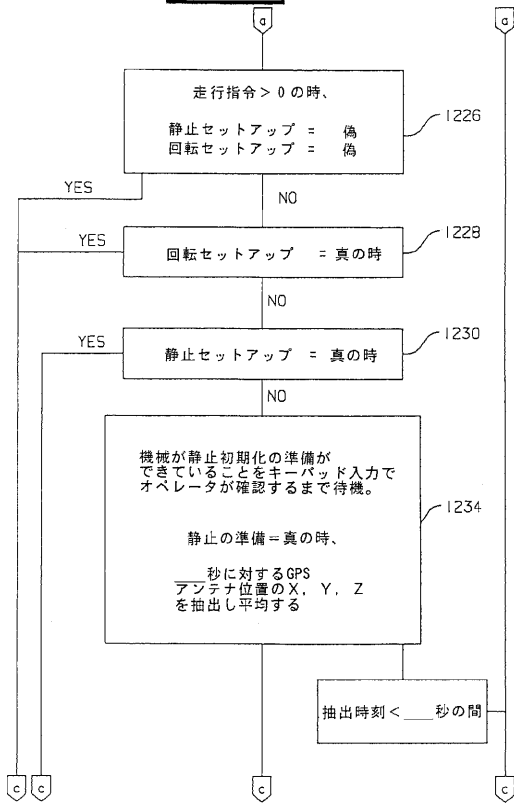 a
a
走行指令 > 0 の時、
静止セットアップ = 偽
回転セットアップ = 偽
1226
YES
NO
YES
回転セットアップ = 真の時
1228
NO
YES
静止セットアップ = 真の時
1230
NO
機械が静止初期化の準備が
できていることをキーパッド入力で
オペレータが確認するまで待機。
静止の準備=真の時、
___秒に対するGPS
アンテナ位置のX, Y, Z
を抽出し平均する
1234
抽出時刻<___秒の間
c
c
c
c